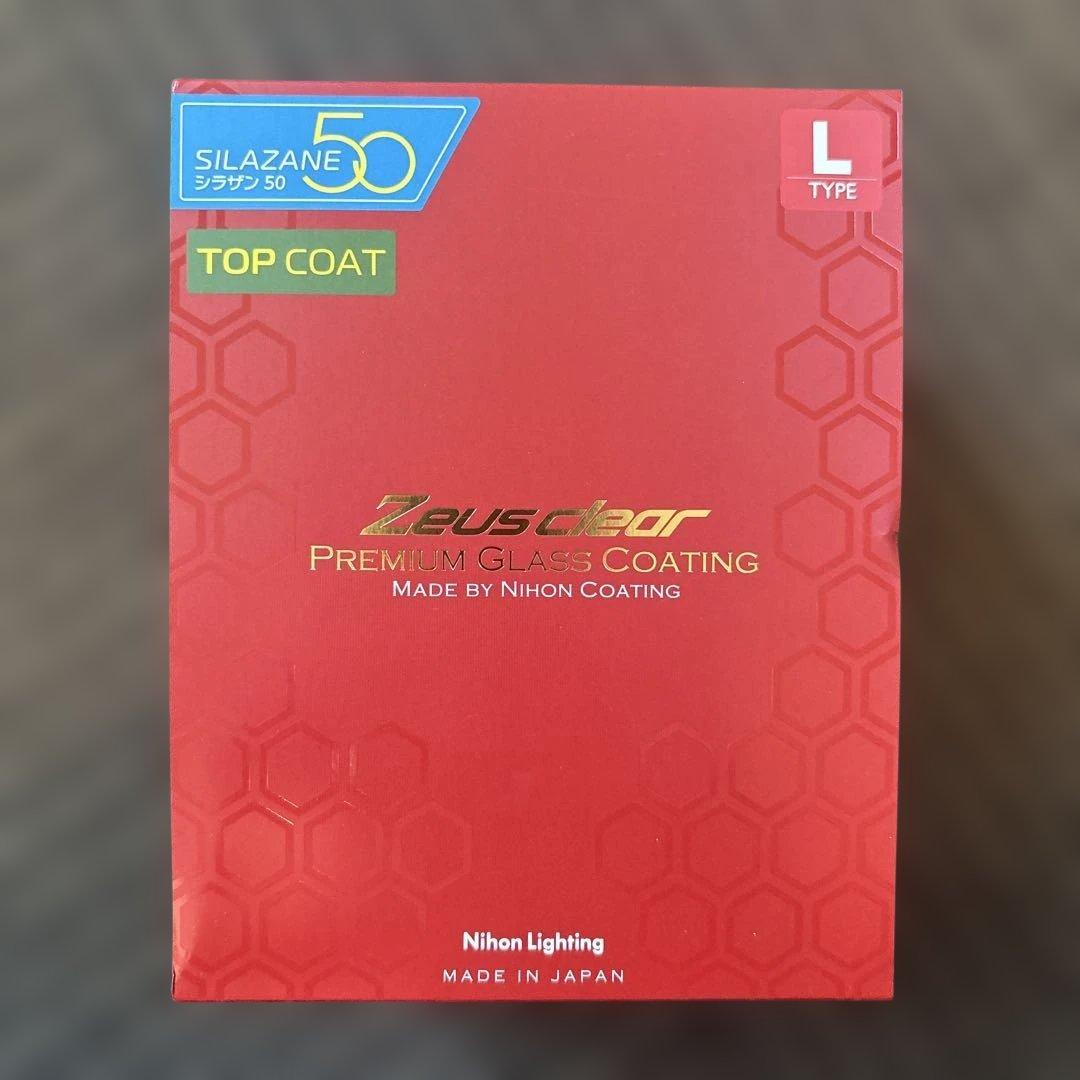 SILAZANE 50
シラザン 50
L
TYPE
TOP COAT
Zeus clear
PREMIUM GLASS COATING
MADE BY NIHON COATING
Nihon Lighting
MADE IN JAPAN